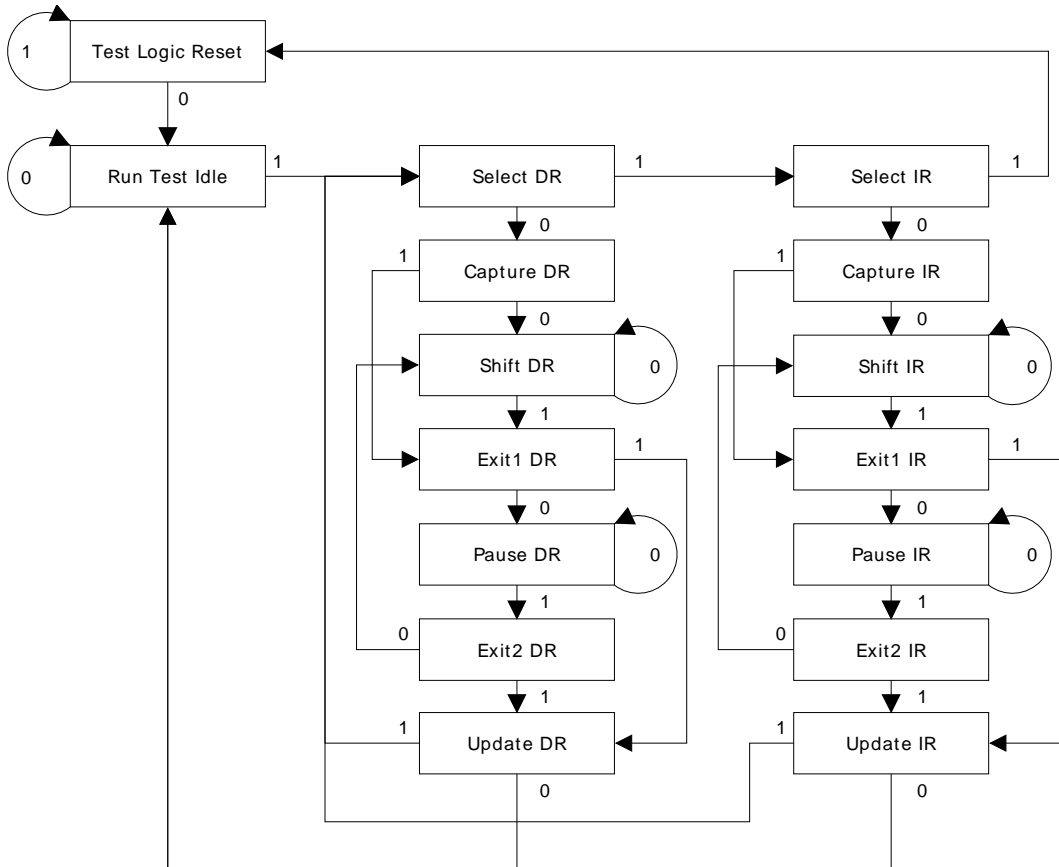 Test Logic Reset
1
0
Run Test Idle
0
1
Select DR
1
Select IR
1
0
0
1
Capture DR
1
Capture IR
0
0
Shift DR
0
Shift IR
0
1
1
Exit1 DR
1
Exit1 IR
1
0
0
Pause DR
0
Pause IR
0
1
1
0
Exit2 DR
0
Exit2 IR
1
1
1
Update DR
1
Update IR
0
0